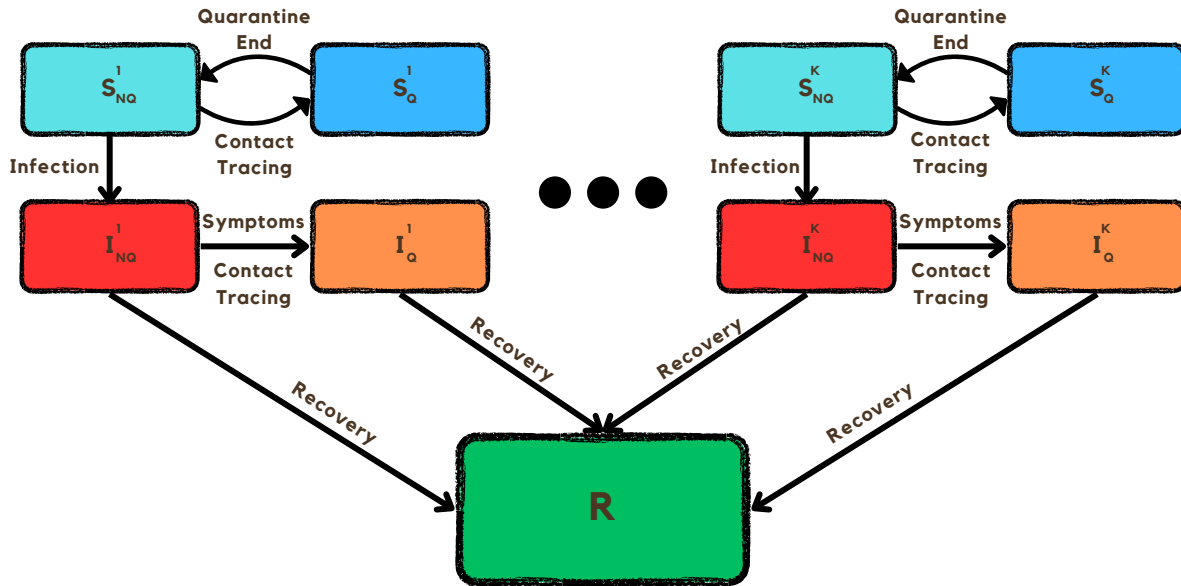 Quarantine
End
Quarantine
End
S¹NQ
S¹Q
SᴷNQ
SᴷQ
Contact
Tracing
Contact
Tracing
Infection
Infection
I¹NQ
Symptoms
I¹Q
IᴷNQ
Symptoms
IᴷQ
Contact
Tracing
Contact
Tracing
Recovery
Recovery
Recovery
Recovery
R